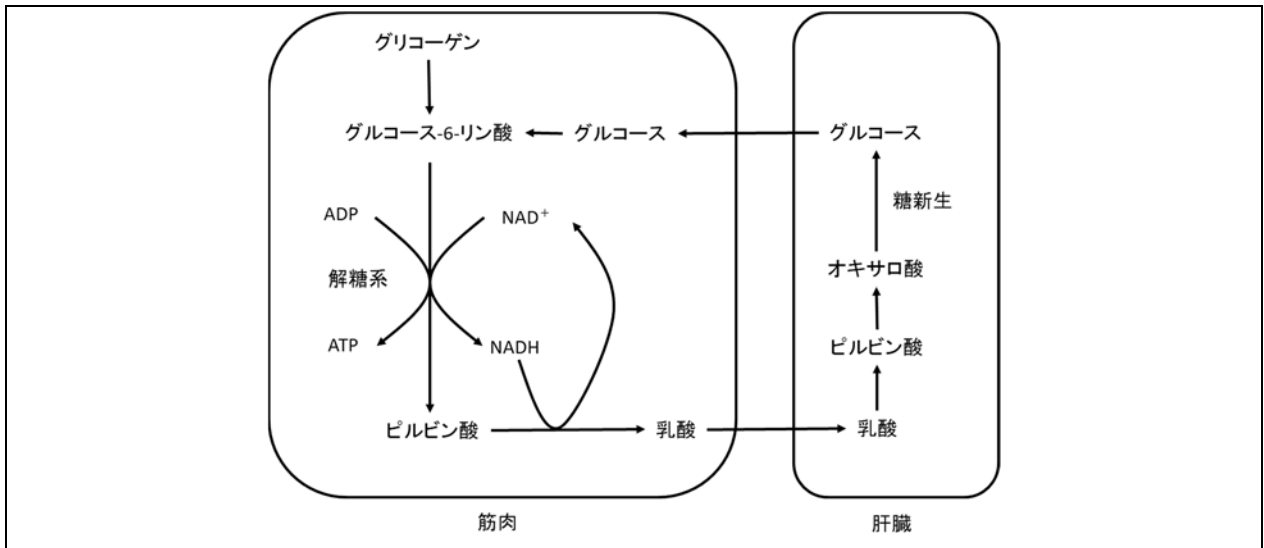 グリコーゲン
グルコース-6-リン酸
グルコース
グルコース
糖新生
ADP
NAD⁺
解糖系
オキサロ酸
ATP
NADH
ピルビン酸
ピルビン酸
乳酸
乳酸
筋肉
肝臓